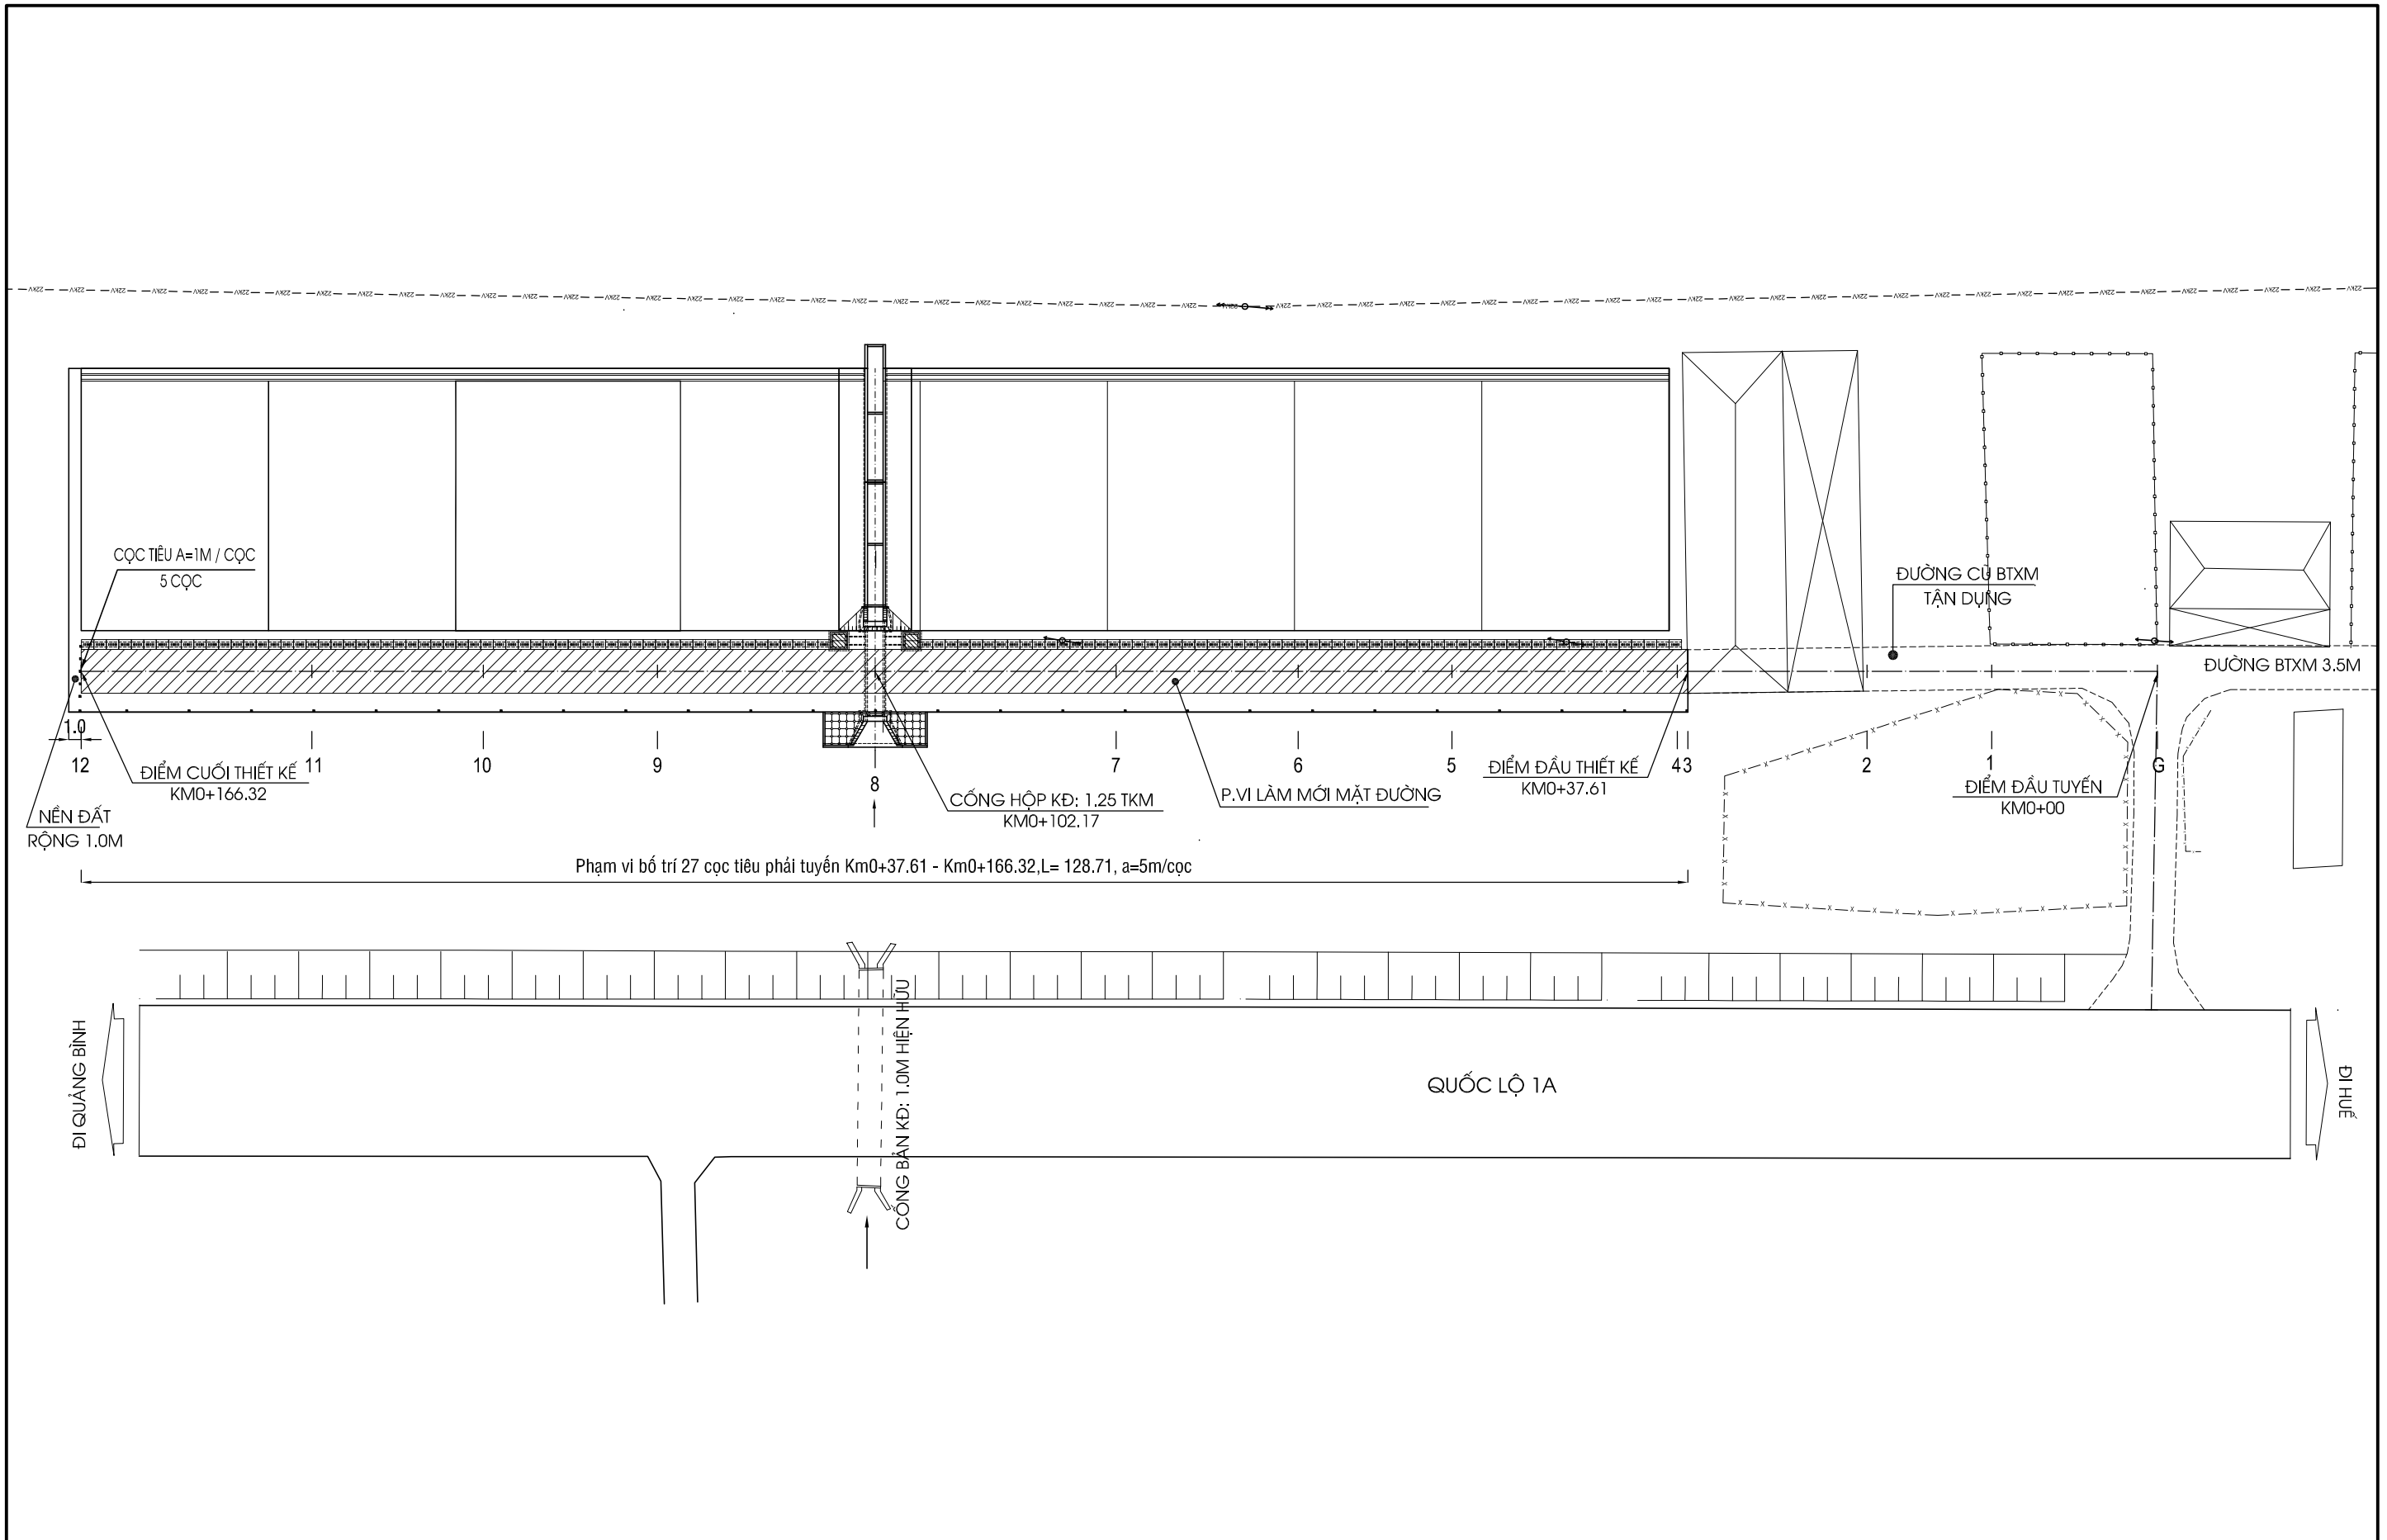 CỌC TIÊU A=1M / CỌC
5 CỌC
ĐƯỜNG CŨ BTXM
TẬN DỤNG
ĐƯỜNG BTXM 3.5M
1.0
12
11
10
9
8
7
6
5
4
3
2
1
G
ĐIỂM CUỐI THIẾT KẾ
KM0+166.32
NỀN ĐẤT
RỘNG 1.0M
CỐNG HỘP KĐ: 1.25 TKM
KM0+102.17
P.VI LÀM MỚI MẶT ĐƯỜNG
ĐIỂM ĐẦU THIẾT KẾ
KM0+37.61
ĐIỂM ĐẦU TUYẾN
KM0+00
Phạm vi bố trí 27 cọc tiêu phải tuyến Km0+37.61 - Km0+166.32,L= 128.71, a=5m/cọc
ĐI QUẢNG BÌNH
CỐNG BẢN KĐ: 1.0M HIỆN HỮU
QUỐC LỘ 1A
ĐI HUẾ